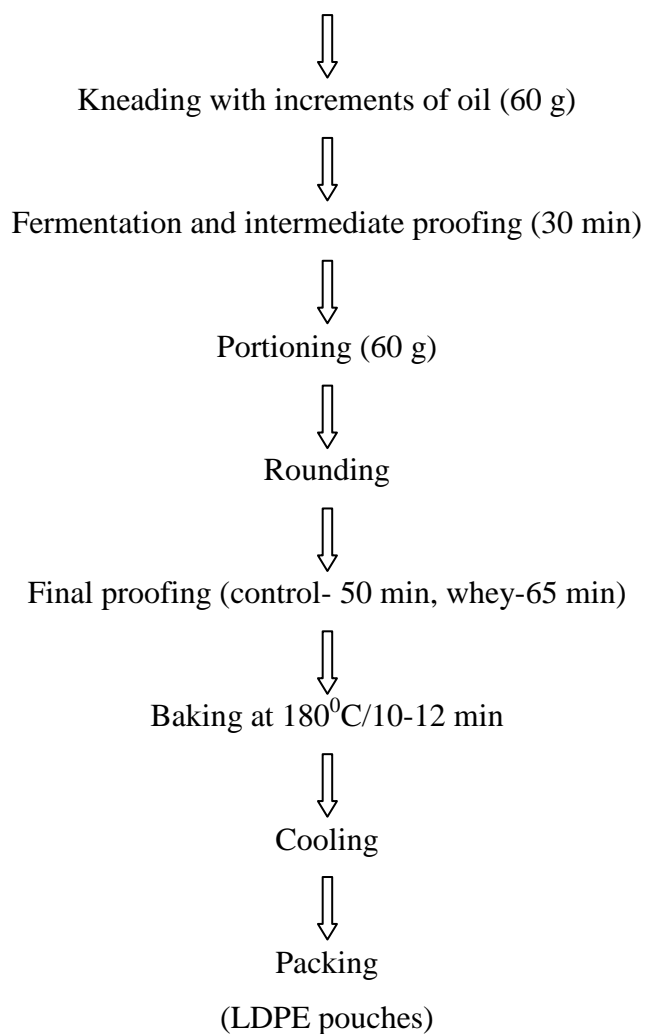 Kneading with increments of oil (60 g)
Fermentation and intermediate proofing (30 min)
Portioning (60 g)
Rounding
Final proofing (control- 50 min, whey-65 min)
Baking at 180⁰C/10-12 min
Cooling
Packing
(LDPE pouches)